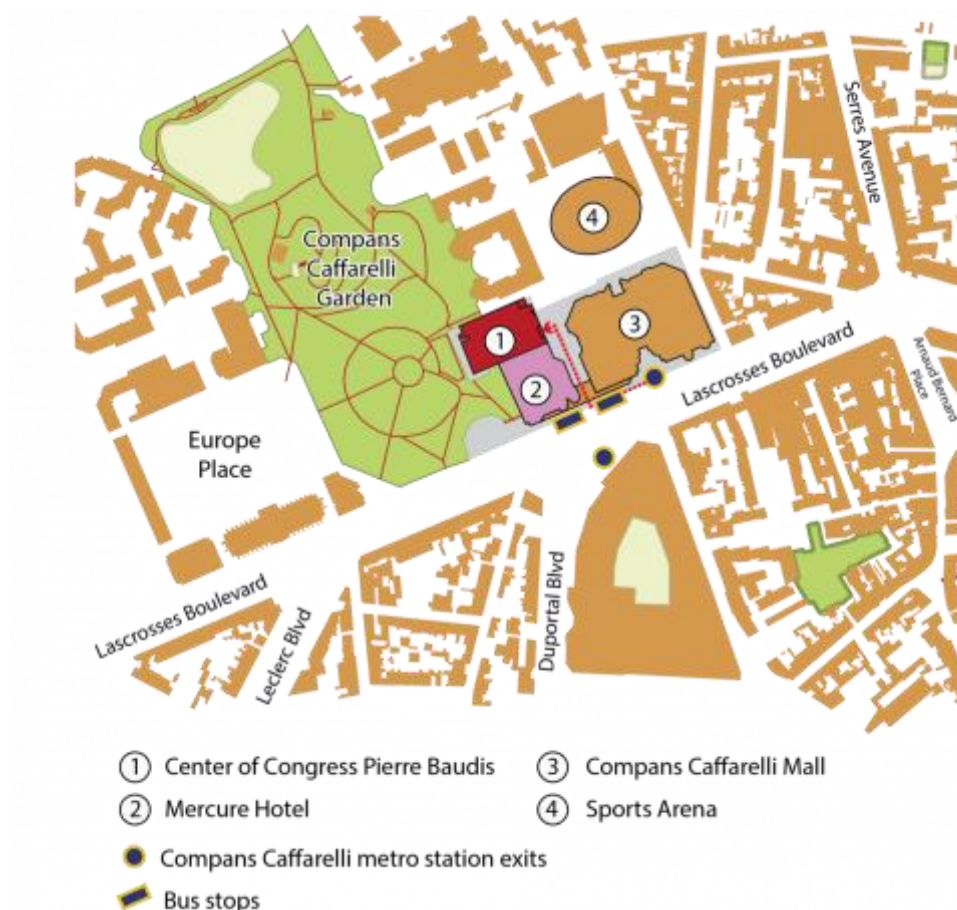 Serres Avenue
4
Compans
Caffarelli
Garden
3
1
2
Lascrosses Boulevard
Arnaud Bernard
Place
Europe
Place
Duportal Blvd
Lascrosses Boulevard
Leclerc Blvd
1 Center of Congress Pierre Baudis
3 Compans Caffarelli Mall
2 Mercure Hotel
4 Sports Arena
Compans Caffarelli metro station exits
Bus stops